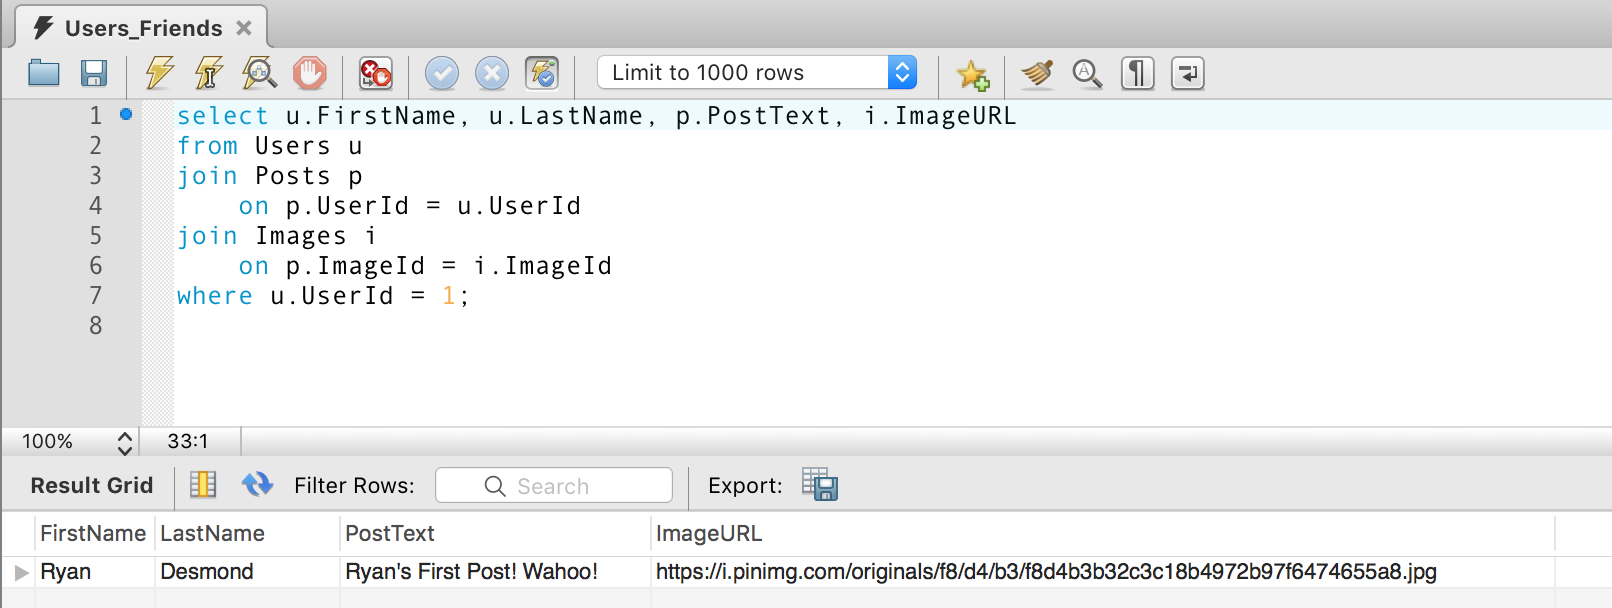 Users_Friends
Limit to 1000 rows
1 select u.FirstName, u.LastName, p.PostText, i.ImageURL
2 from Users u
3 join Posts p
4 on p.UserId = u.UserId
5 join Images i
6 on p.ImageId = i.ImageId
7 where u.UserId = 1;
8
100% 33:1
Result Grid Filter Rows: Search Export:
FirstName LastName PostText ImageURL
Ryan Desmond Ryan's First Post! Wahoo! https://i.pinimg.com/originals/f8/d4/b3/f8d4b3b32c3c18b4972b97f6474655a8.jpg